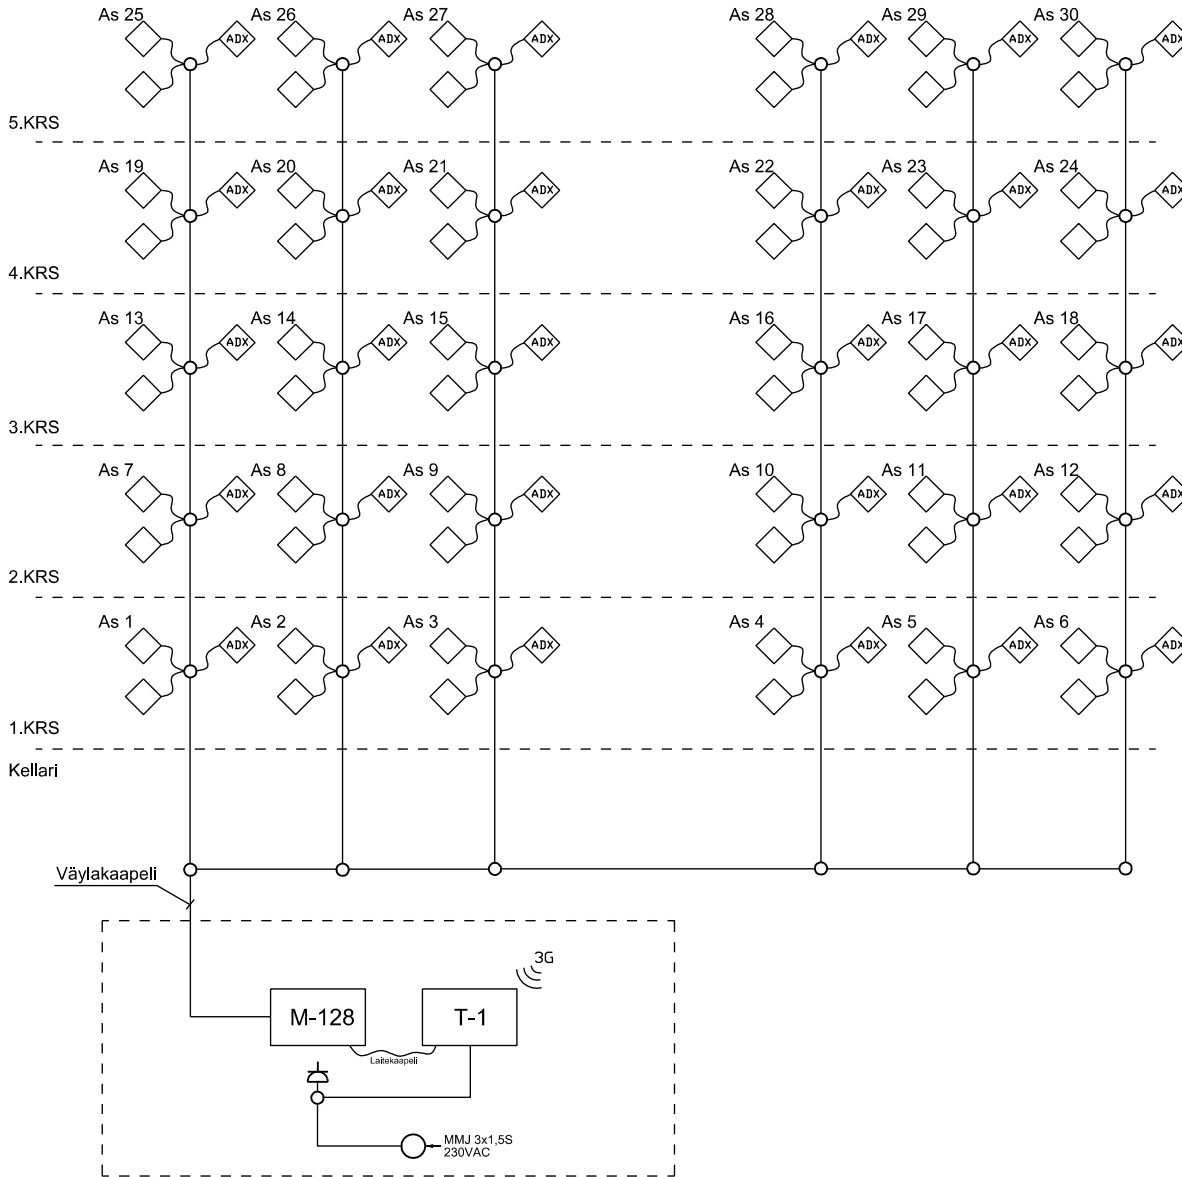 As 25 As 26 As 27 As 28 As 29 As 30
ADX ADX ADX ADX ADX ADX
5.KRS
As 19 As 20 As 21 As 22 As 23 As 24
ADX ADX ADX ADX ADX ADX
4.KRS
As 13 As 14 As 15 As 16 As 17 As 18
ADX ADX ADX ADX ADX ADX
3.KRS
As 7 As 8 As 9 As 10 As 11 As 12
ADX ADX ADX ADX ADX ADX
2.KRS
As 1 As 2 As 3 As 4 As 5 As 6
ADX ADX ADX ADX ADX ADX
1.KRS
Kellari
Väylakaapeli
3G
M-128 T-1
Laitekaapeli
MMJ 3x1,5S
230VAC